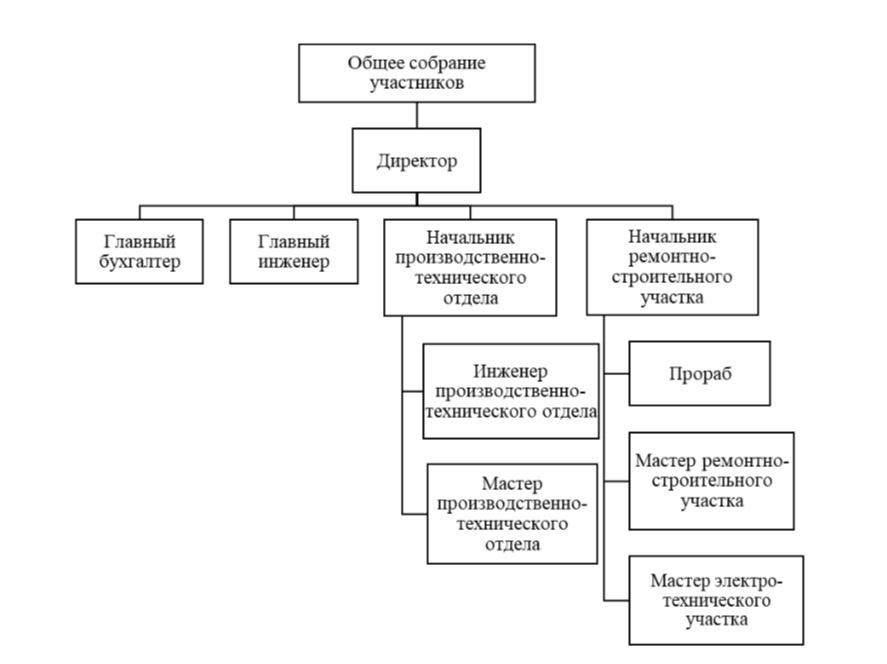 Общее собрание
участников
Директор
Главный
бухгалтер
Главный
инженер
Начальник
производственно-
технического
отдела
Начальник
ремонтно-
строительного
участка
Инженер
производственно-
технического отдела
Мастер
производственно-
технического
отдела
Прораб
Мастер ремонтно-
строительного
участка
Мастер электро-
технического
участка